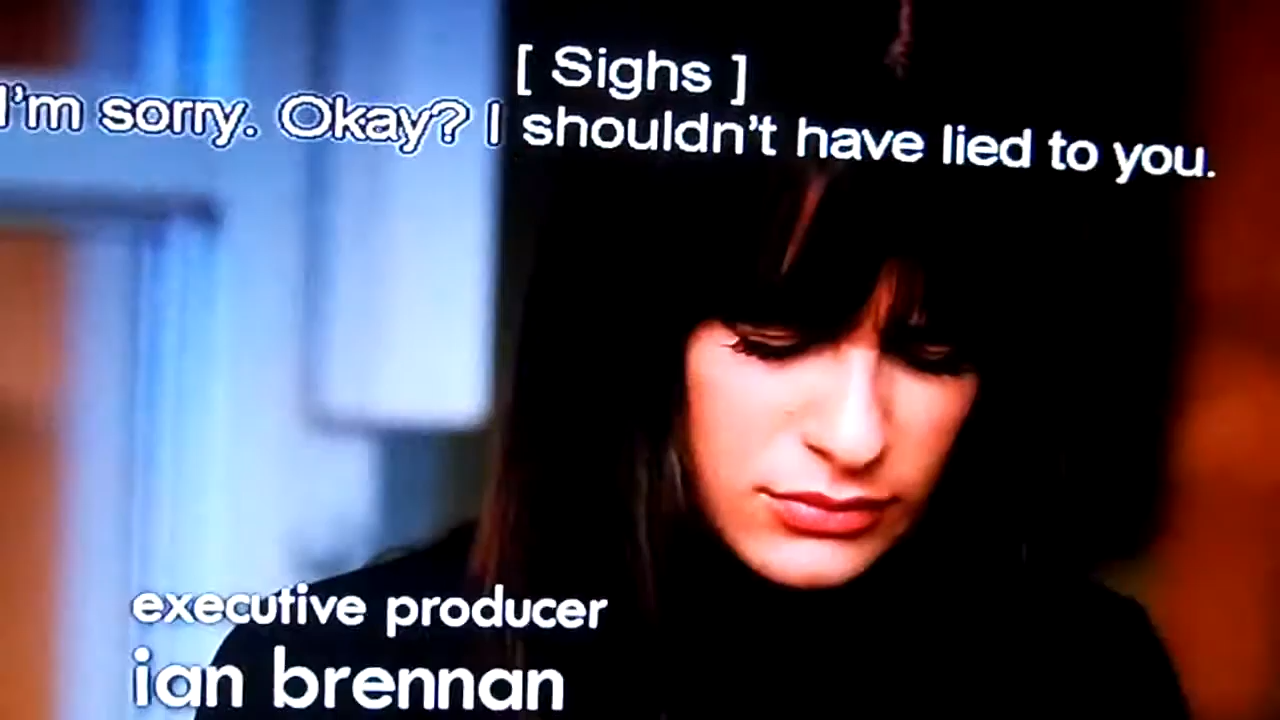 [ Sighs ]
I'm sorry. Okay? I shouldn't have lied to you.
executive producer
ian brennan